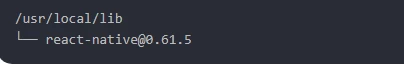 /usr/local/lib
└── react-native@0.61.5